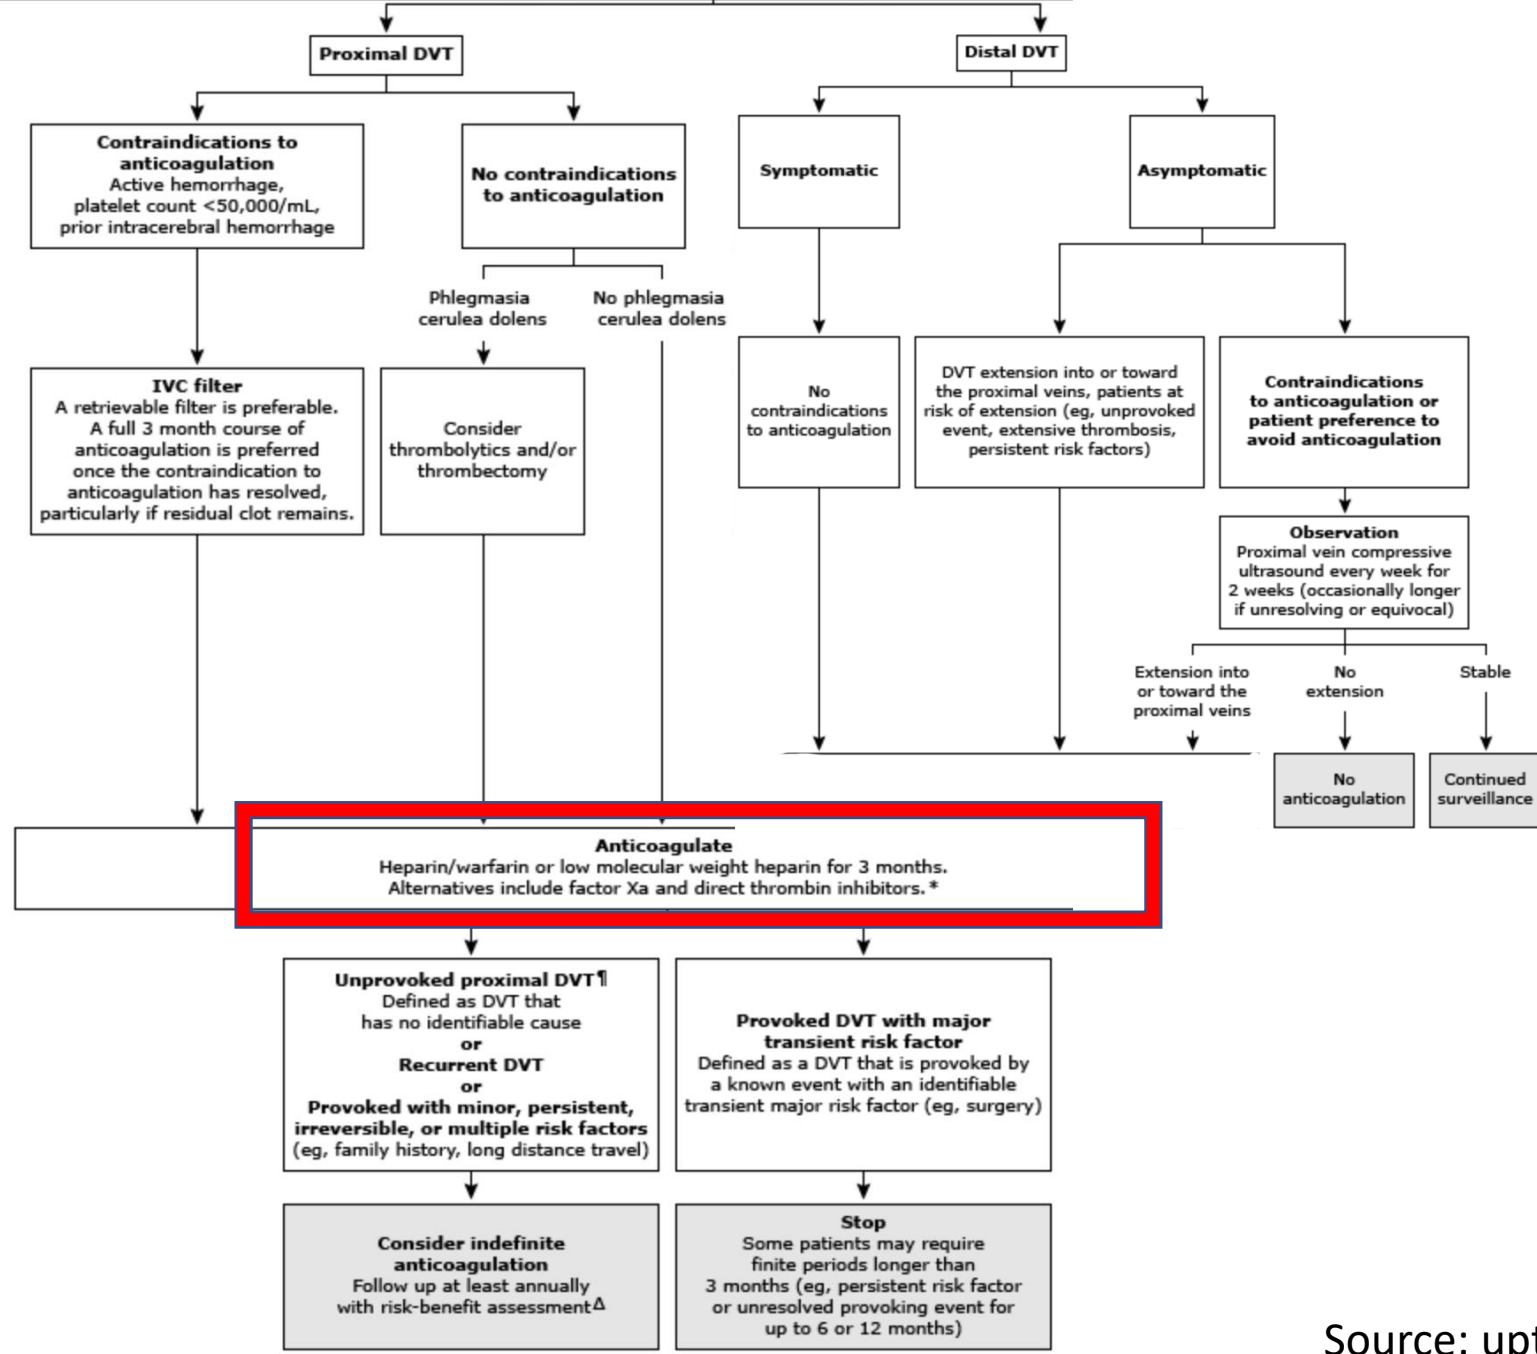 Proximal DVT
Distal DVT
Contraindications to
anticoagulation
Active hemorrhage,
platelet count <50,000/mL,
prior intracerebral hemorrhage
No contraindications
to anticoagulation
Symptomatic
Asymptomatic
Phlegmasia
cerulea dolens
No phlegmasia
cerulea dolens
IVC filter
A retrievable filter is preferable.
A full 3 month course of
anticoagulation is preferred
once the contraindication to
anticoagulation has resolved,
particularly if residual clot remains.
Consider
thrombolytics and/or
thrombectomy
No
contraindications
to anticoagulation
DVT extension into or toward
the proximal veins, patients at
risk of extension (eg, unprovoked
event, extensive thrombosis,
persistent risk factors)
Contraindications
to anticoagulation or
patient preference to
avoid anticoagulation
Observation
Proximal vein compressive
ultrasound every week for
2 weeks (occasionally longer
if unresolving or equivocal)
Extension into
or toward the
proximal veins
No
extension
Stable
No
anticoagulation
Continued
surveillance
Anticoagulate
Heparin/warfarin or low molecular weight heparin for 3 months.
Alternatives include factor Xa and direct thrombin inhibitors.*
Unprovoked proximal DVT¶
Defined as DVT that
has no identifiable cause
or
Recurrent DVT
or
Provoked with minor, persistent,
irreversible, or multiple risk factors
(eg, family history, long distance travel)
Provoked DVT with major
transient risk factor
Defined as a DVT that is provoked by
a known event with an identifiable
transient major risk factor (eg, surgery)
Consider indefinite
anticoagulation
Follow up at least annually
with risk-benefit assessmentΔ
Stop
Some patients may require
finite periods longer than
3 months (eg, persistent risk factor
or unresolved provoking event for
up to 6 or 12 months)
Source: